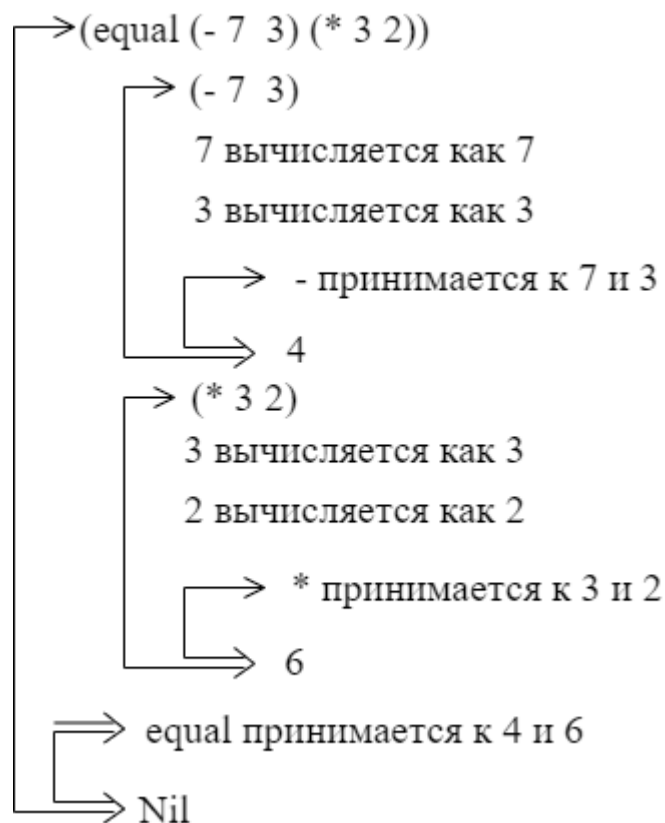 (equal (- 7 3) (* 3 2))
(- 7 3)
7 вычисляется как 7
3 вычисляется как 3
- принимается к 7 и 3
4
(* 3 2)
3 вычисляется как 3
2 вычисляется как 2
* принимается к 3 и 2
6
equal принимается к 4 и 6
Nil